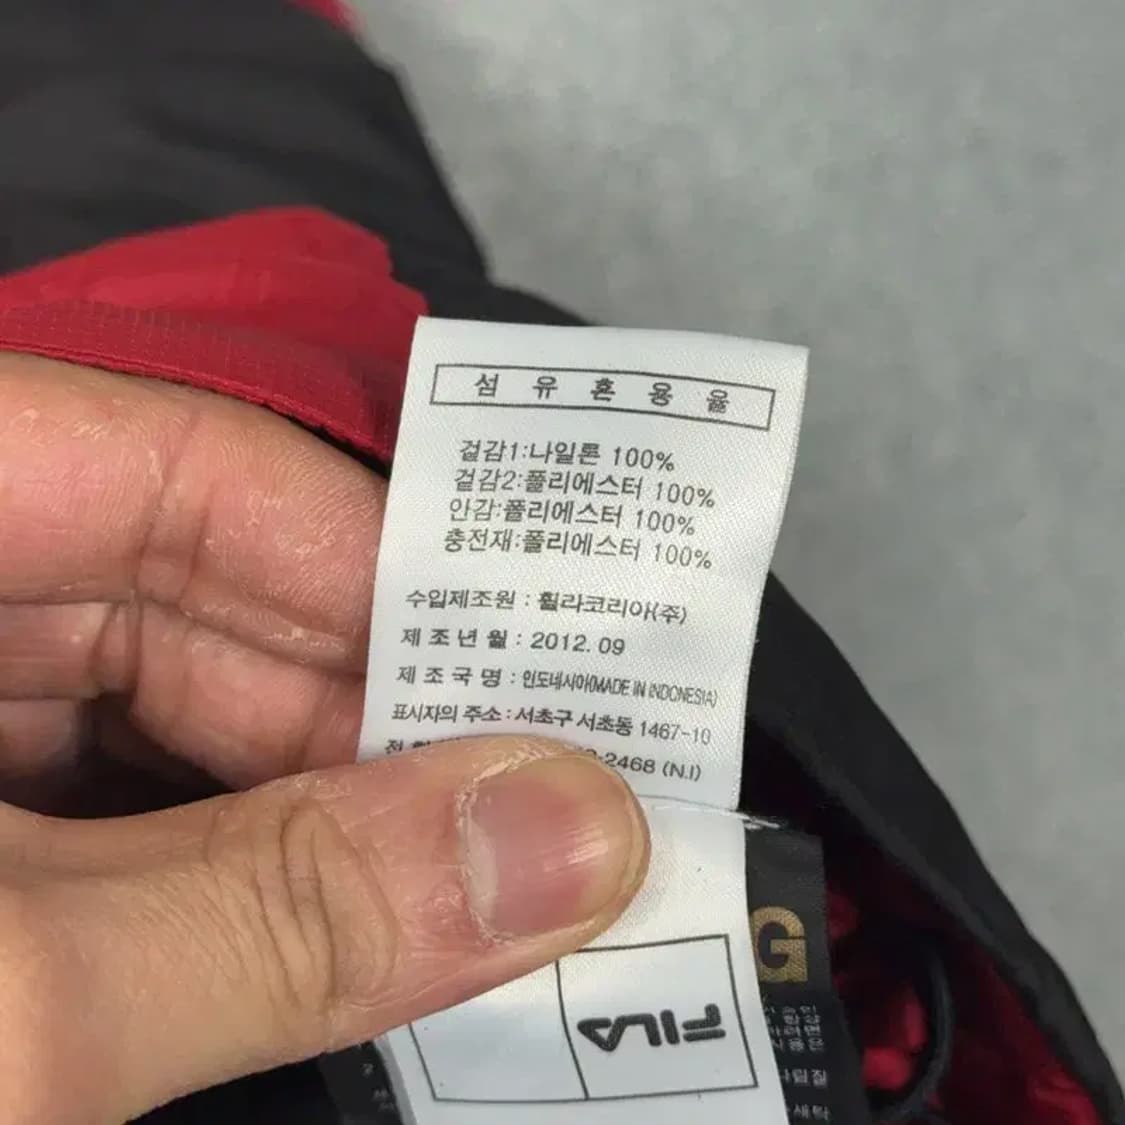 섬 유 혼 용 율
겉감1:나일론 100%
겉감2:폴리에스터 100%
안감:폴리에스터 100%
충전재:폴리에스터 100%
수입제조원 : 휠라코리아(주)
제 조 년 월 : 2012. 09
제 조 국 명 : 인도네시아(MADE IN INDONESIA)
표시자의 주소 : 서초구 서초동 1467-10
전
-2468 (N.I)
G
FILA